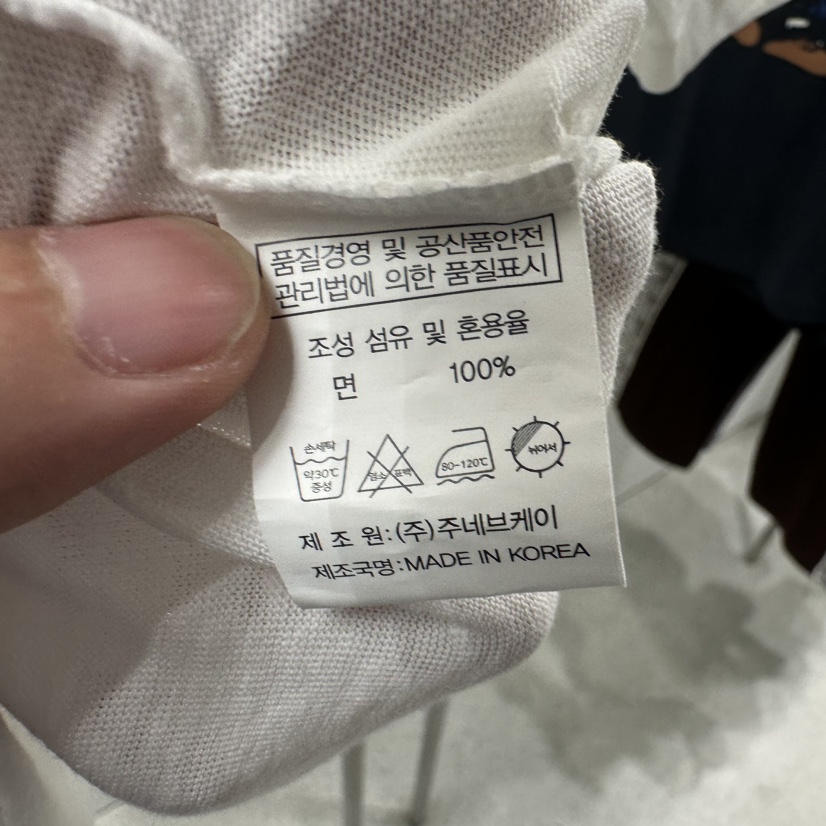 품질경영 및 공산품안전
관리법에 의한 품질표시
조성 섬유 및 혼용율
면 100%
손세탁
약30℃
중성
염소 표백
80-120℃
뉘어서
제 조 원:(주)주네브케이
제조국명:MADE IN KOREA